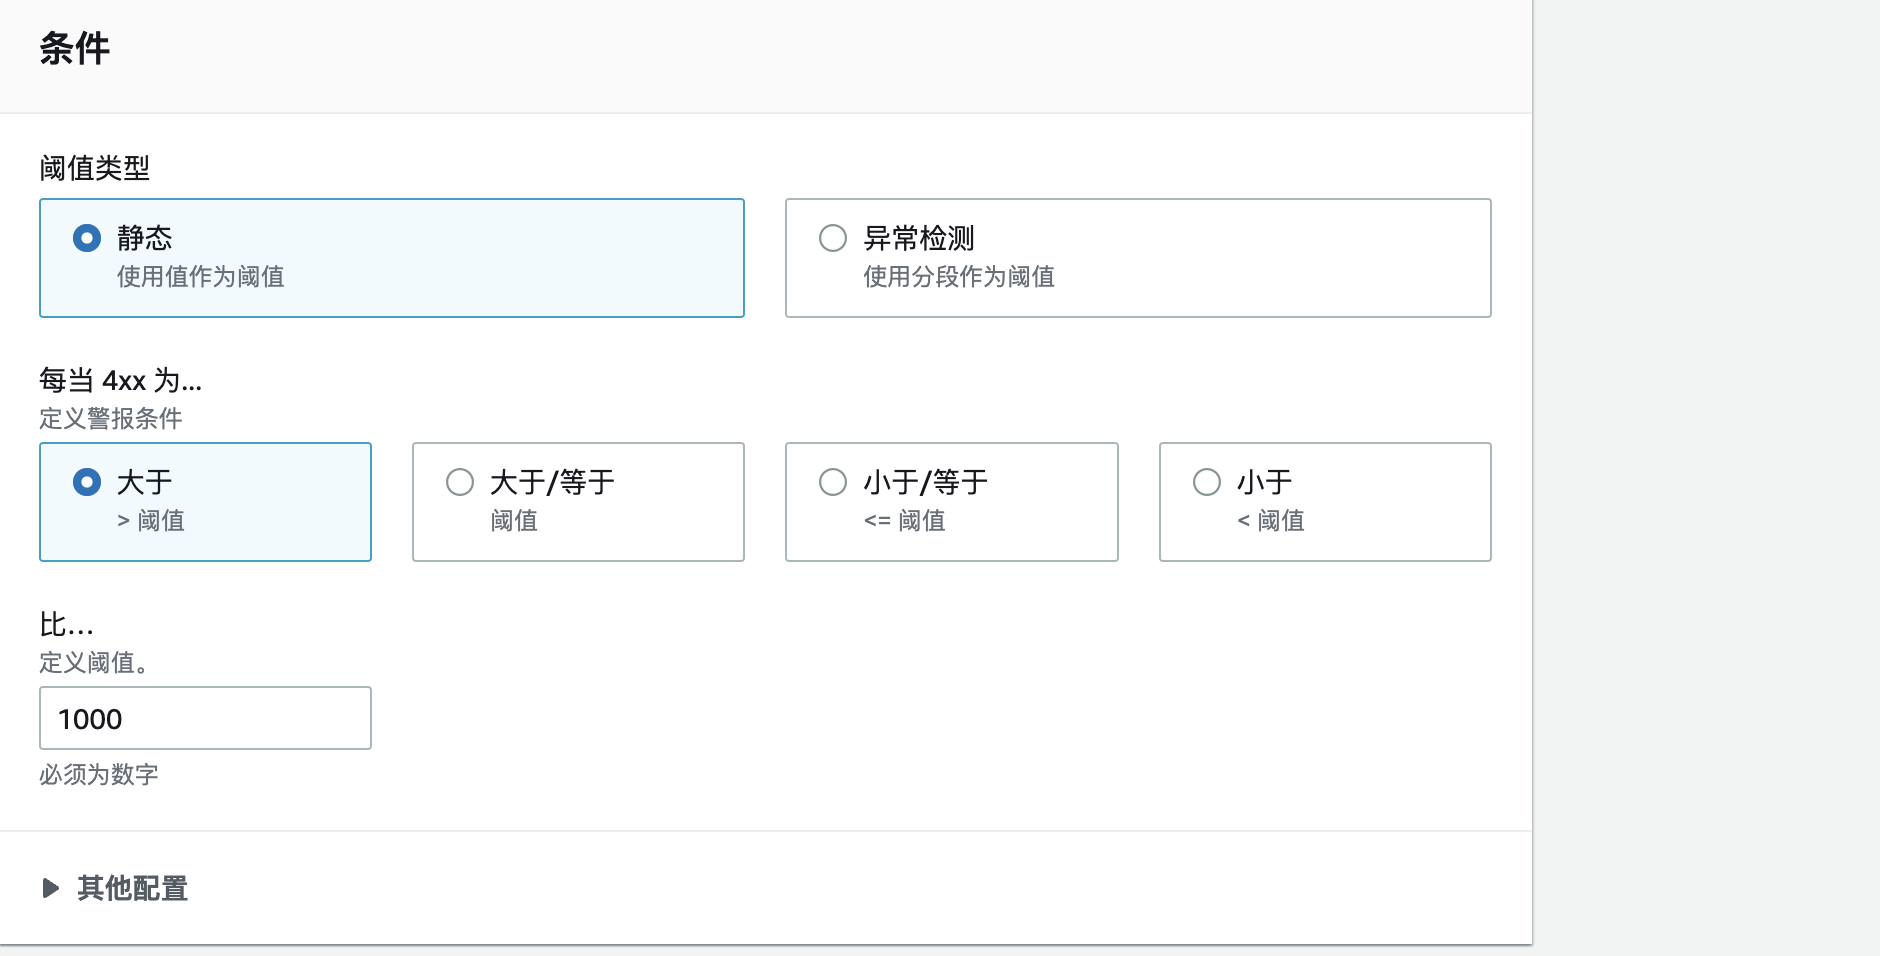 条件
阈值类型
静态
使用值作为阈值
异常检测
使用分段作为阈值
每当 4xx 为...
定义警报条件
大于
> 阈值
大于/等于
阈值
小于/等于
<= 阈值
小于
< 阈值
比...
定义阈值。
1000
必须为数字
其他配置